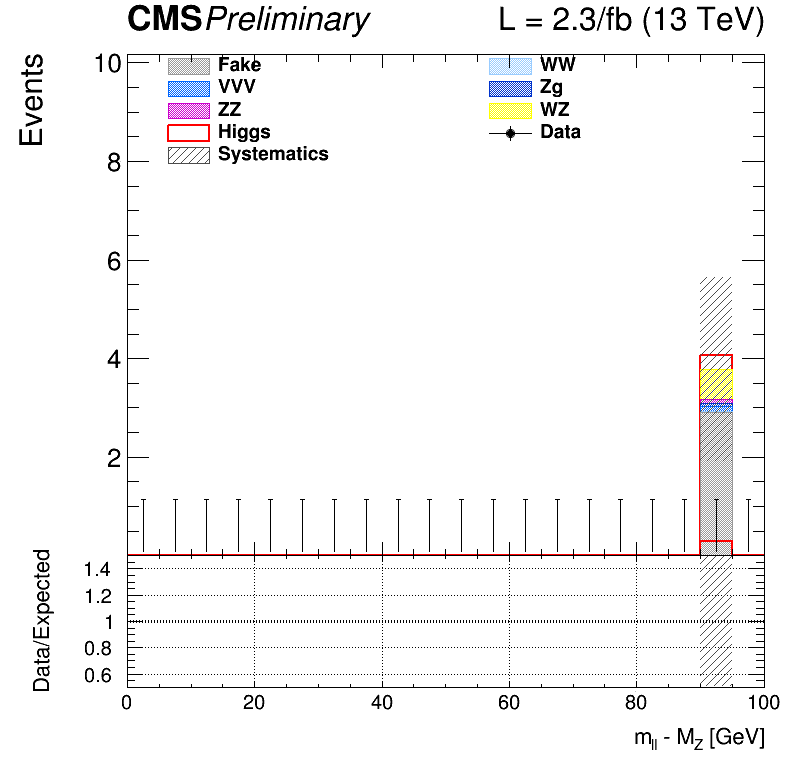 CMS Preliminary L = 2.3/fb (13 TeV)
Events
Fake WW
VVV Zg
ZZ WZ
Higgs Data
Systematics
10
8
6
4
2
Data/Expected
1.4
1.2
1
0.8
0.6
0 20 40 60 80 100
m_ll - M_Z [GeV]